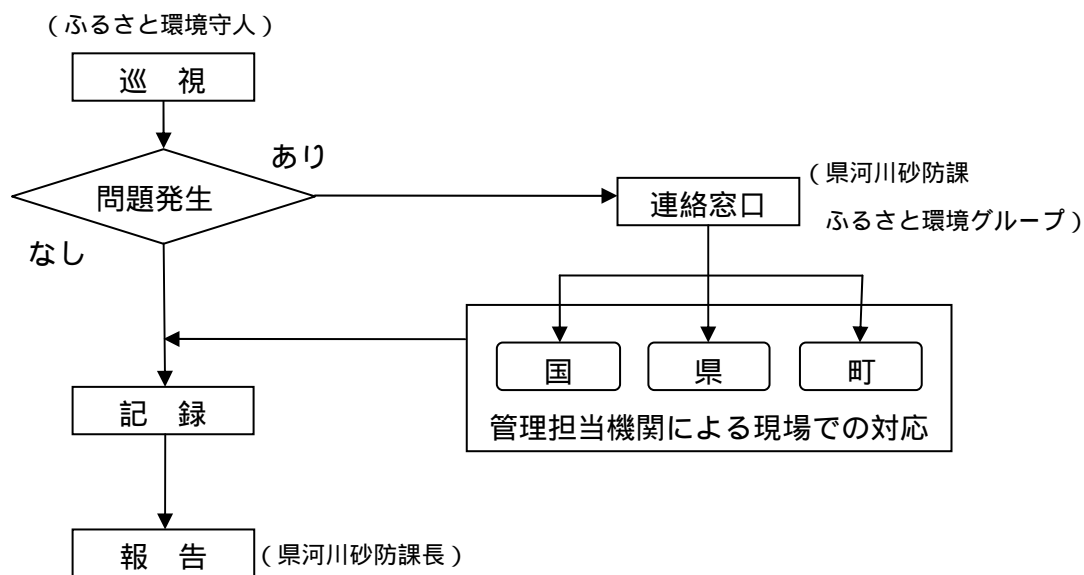 （ふるさと環境守人）
巡　視
あり
問題発生
なし
連絡窓口
（県河川砂防課
ふるさと環境グループ）
国
県
町
管理担当機関による現場での対応
記　録
報　告
（県河川砂防課長）